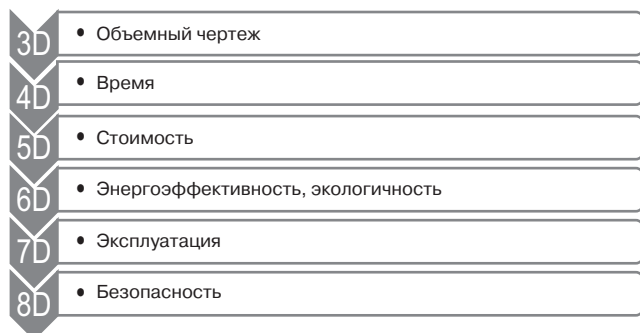 3D • Объемный чертеж
4D • Время
5D • Стоимость
6D • Энергоэффективность, экологичность
7D • Эксплуатация
8D • Безопасность